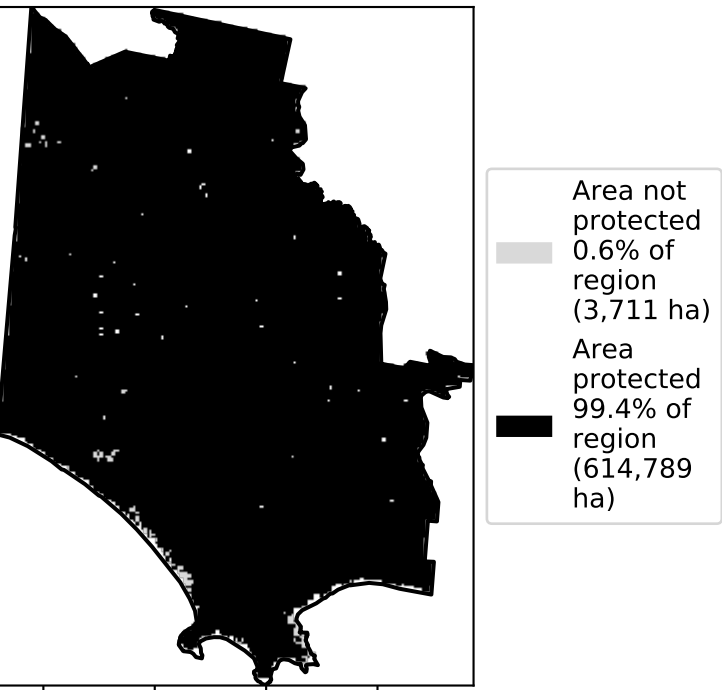 Area not
protected
0.6% of
region
(3,711 ha)
Area
protected
99.4% of
region
(614,789
ha)